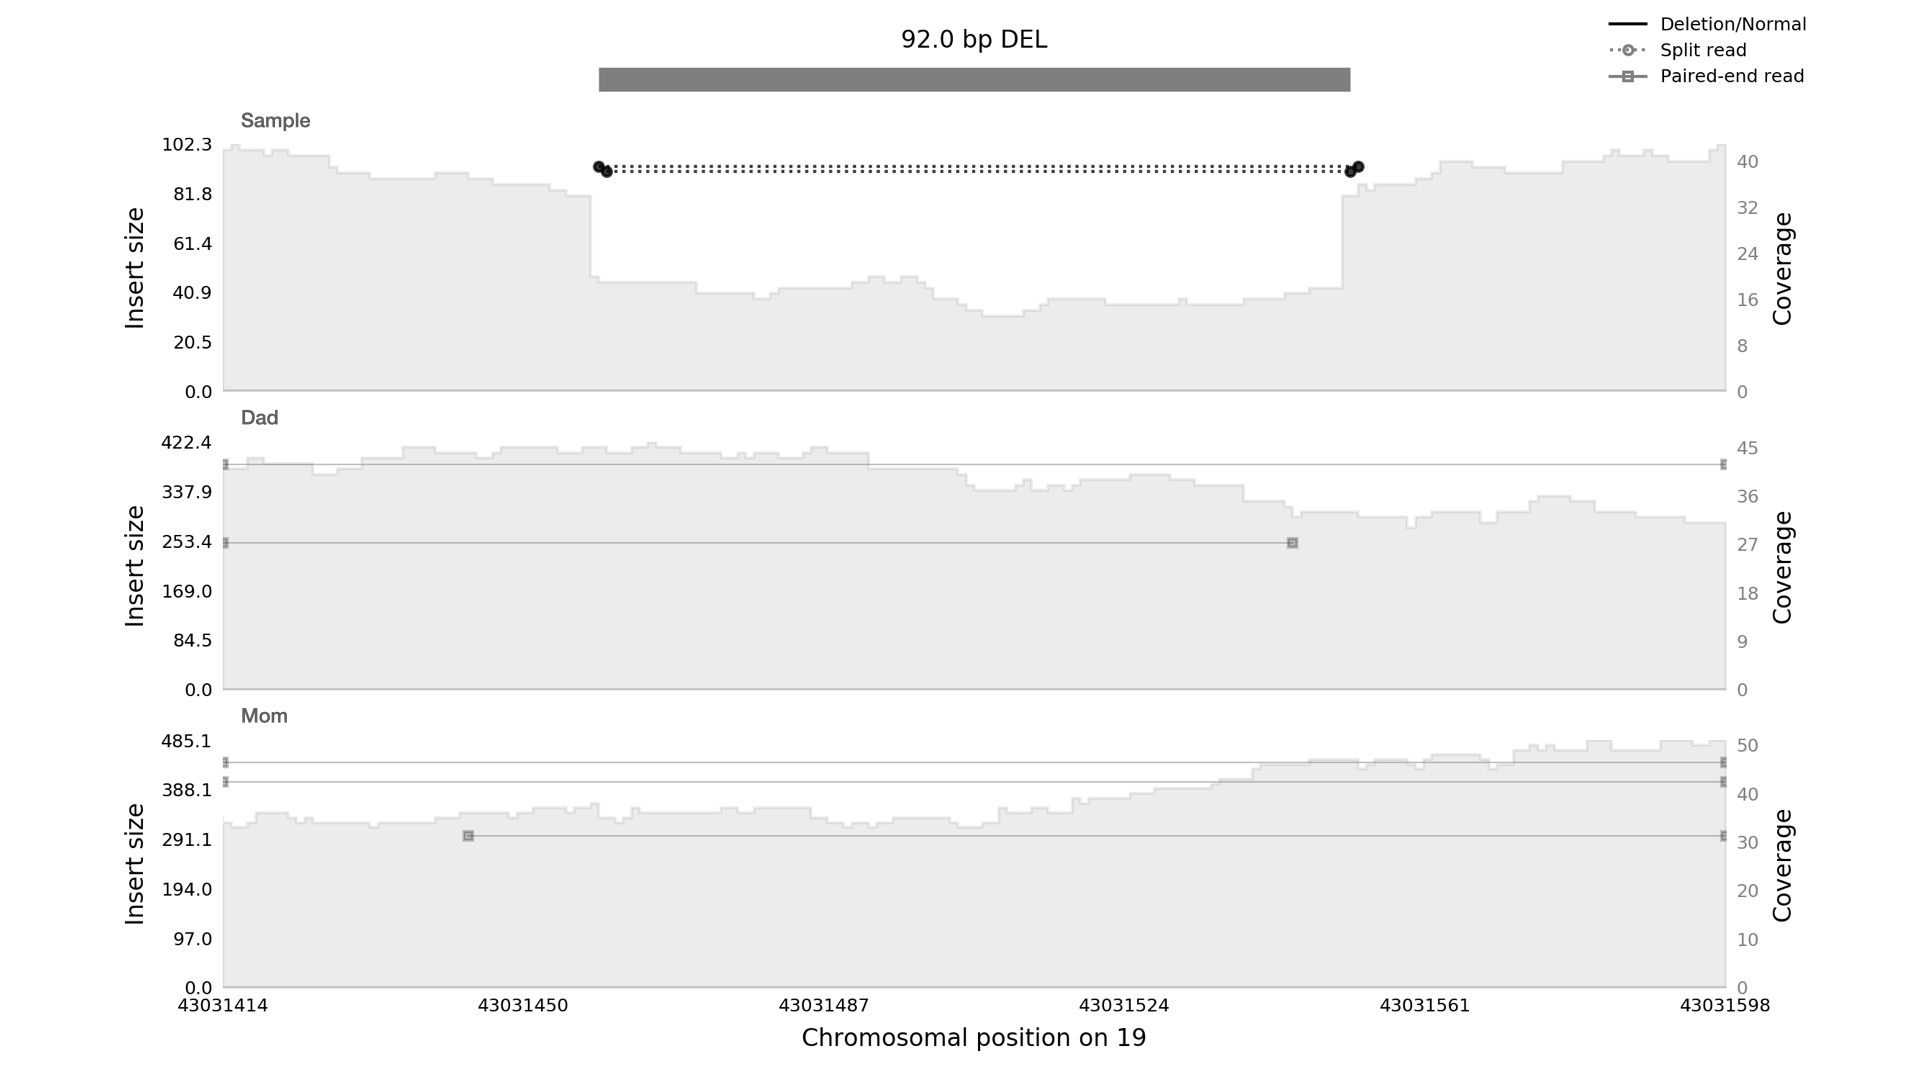 92.0 bp DEL
Deletion/Normal
Split read
Paired-end read
Sample
102.3
81.8
61.4
40.9
20.5
0.0
Insert size
40
32
24
16
8
0
Coverage
Dad
422.4
337.9
253.4
169.0
84.5
0.0
Insert size
45
36
27
18
9
0
Coverage
Mom
485.1
388.1
291.1
194.0
97.0
0.0
Insert size
50
40
30
20
10
0
Coverage
43031414 43031450 43031487 43031524 43031561 43031598
Chromosomal position on 19